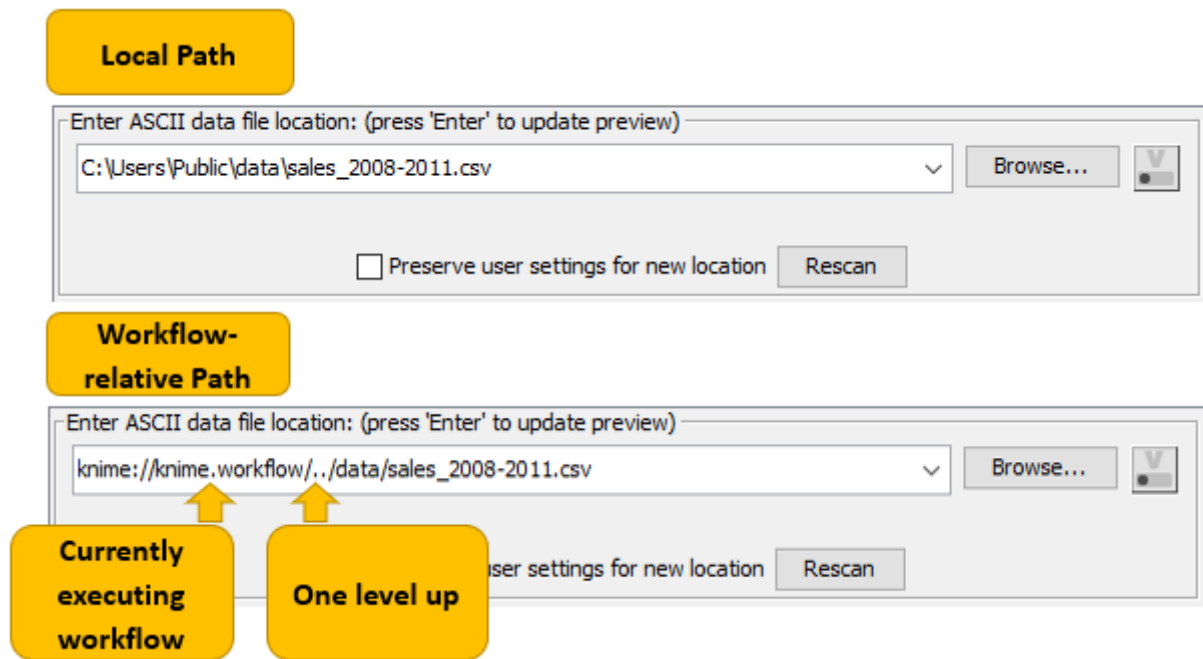 Local Path
Enter ASCII data file location: (press 'Enter' to update preview)
C:\Users\Public\data\sales_2008-2011.csv
Browse...
V
Preserve user settings for new location
Rescan
Workflow-
relative Path
Enter ASCII data file location: (press 'Enter' to update preview)
knime://knime.workflow/../data/sales_2008-2011.csv
Browse...
V
Currently
executing
workflow
One level up
user settings for new location
Rescan